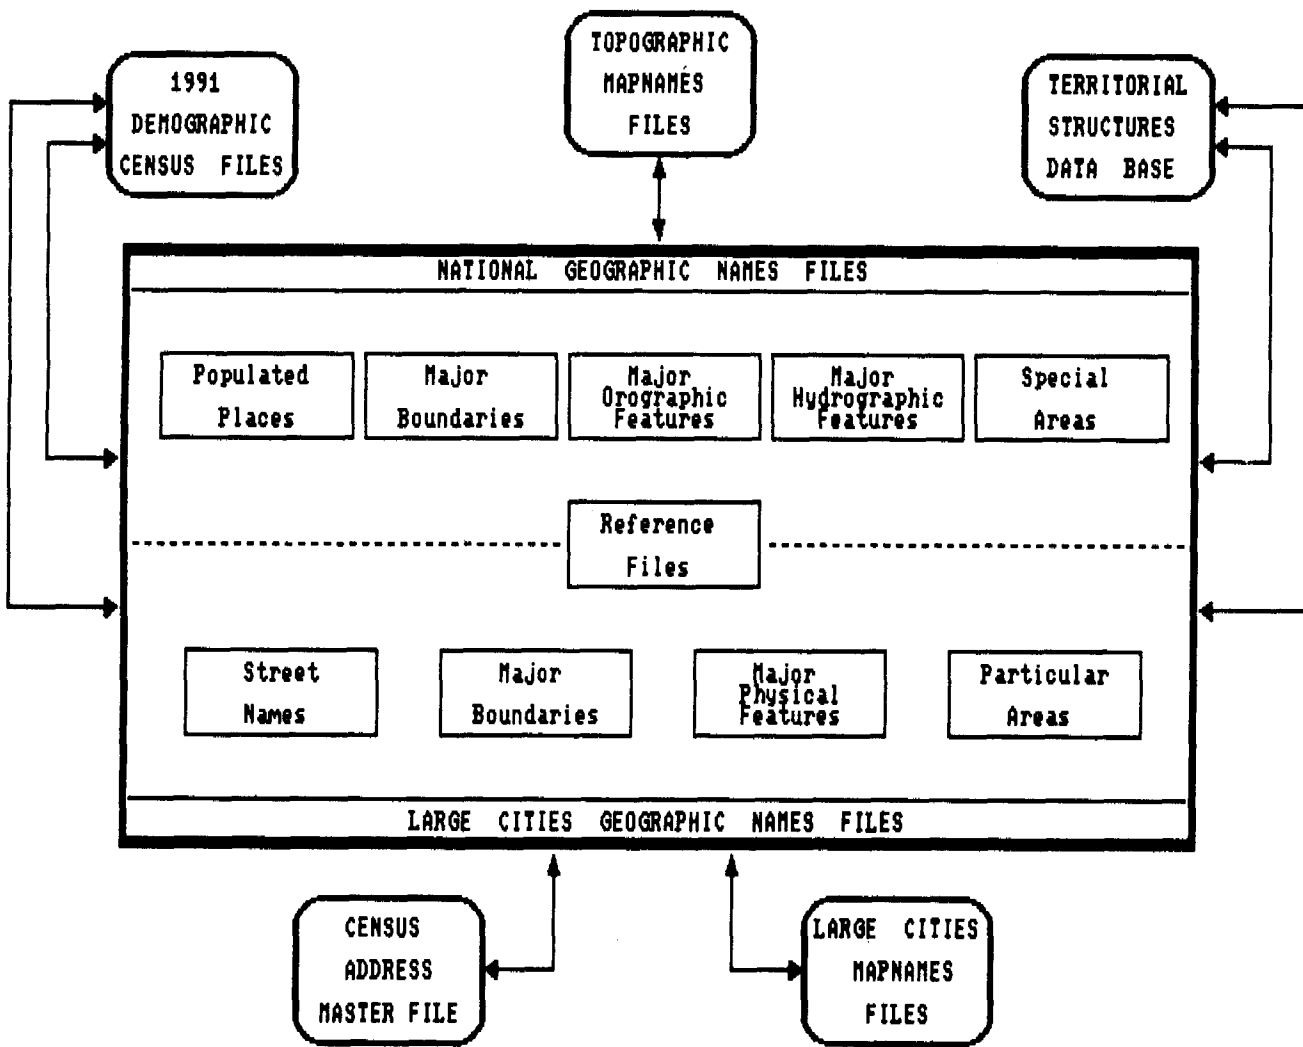 1991
DEMOGRAPHIC
CENSUS FILES
TOPOGRAPHIC
MAPNAMES
FILES
TERRITORIAL
STRUCTURES
DATA BASE
NATIONAL GEOGRAPHIC NAMES FILES
Populated
Places
Major
Boundaries
Major
Orographic
Features
Major
Hydrographic
Features
Special
Areas
Reference
Files
Street
Names
Major
Boundaries
Major
Physical
Features
Particular
Areas
LARGE CITIES GEOGRAPHIC NAMES FILES
CENSUS
ADDRESS
MASTER FILE
LARGE CITIES
MAPNAMES
FILES